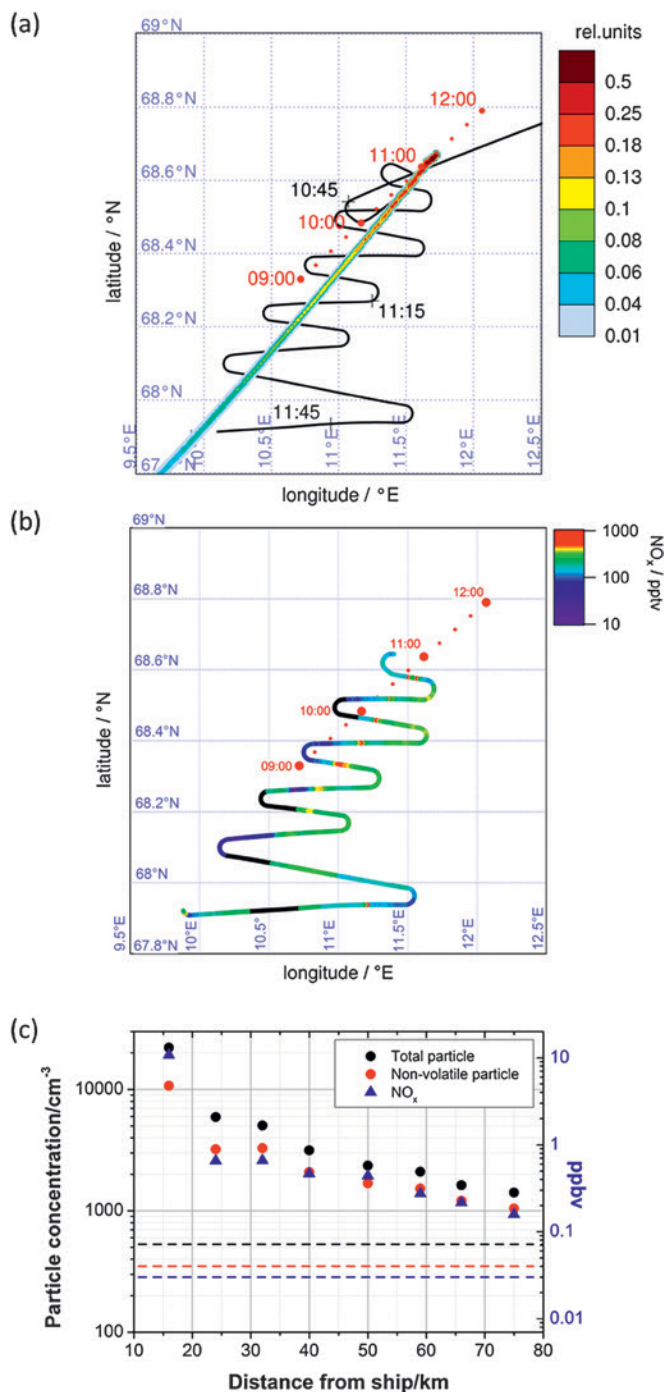 (a)
69°N
68.8°N
68.6°N
68.4°N
68.2°N
68°N
67.
latitude / °N
12:00
11:00
10:45
10:00
09:00
11:15
11:45
9.5°E
10.5°E
11°E
11.5°E
12°E
12.5°E
longitude / °E
rel.units
0.5
0.25
0.18
0.13
0.1
0.08
0.06
0.04
0.01
(b)
69°N
68.8°N
68.6°N
68.4°N
68.2°N
68°N
67.8°N
latitude / °N
12:00
11:00
10:00
09:00
9.5°E
10°E
10.5°E
11°E
11.5°E
12°E
12.5°E
longitude / °E
1000
100
10
NOx / pptv
(c)
Total particle
Non-volatile particle
NOx
10000
1000
100
Particle concentration/cm-3
10
1
0.1
0.01
ppbv
10 20 30 40 50 60 70 80
Distance from ship/km